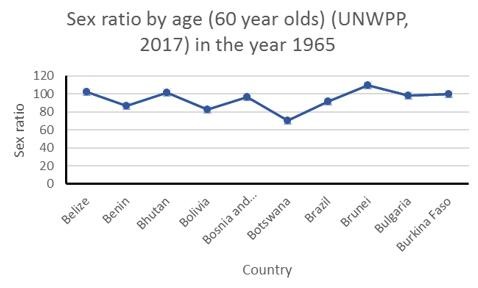 Sex ratio by age (60 year olds) (UNWPP,
2017) in the year 1965
120
100
80
60
40
20
0
Sex ratio
Belize
Benin
Bhutan
Bolivia
Bosnia and...
Botswana
Brazil
Brunei
Bulgaria
Burkina Faso
Country